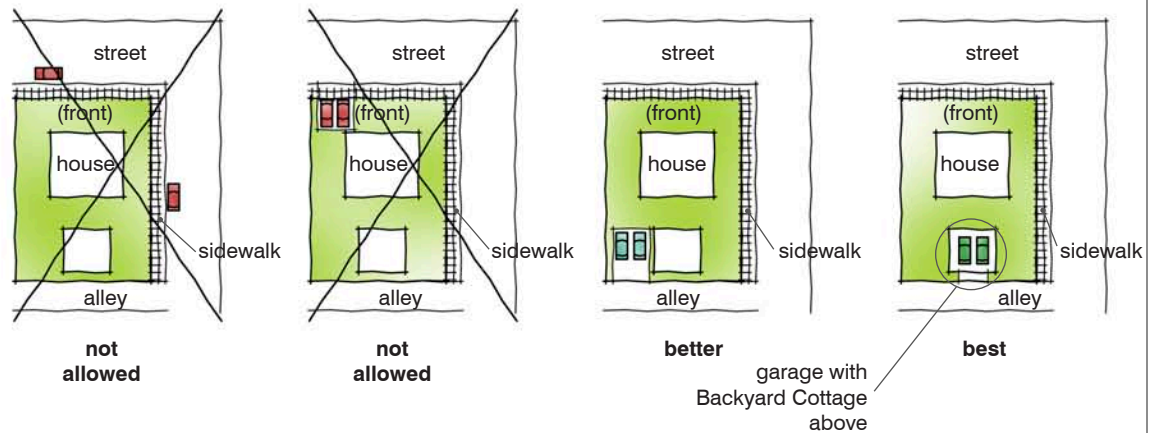 street
(front)
house
sidewalk
alley
not
allowed
street
(front)
house
sidewalk
alley
not
allowed
street
(front)
house
sidewalk
alley
better
street
(front)
house
sidewalk
alley
best
garage with
Backyard Cottage
above